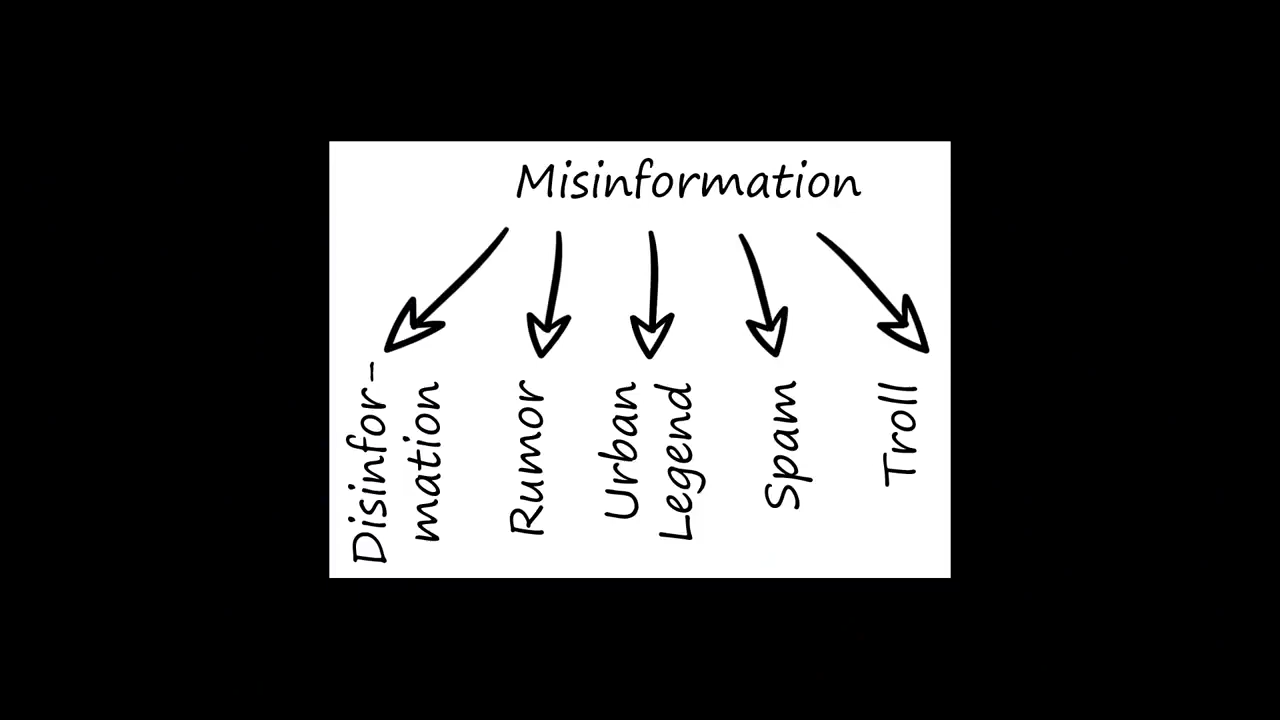 Misinformation
Disinfor-
mation
Rumor
Urban
Legend
Spam
Troll